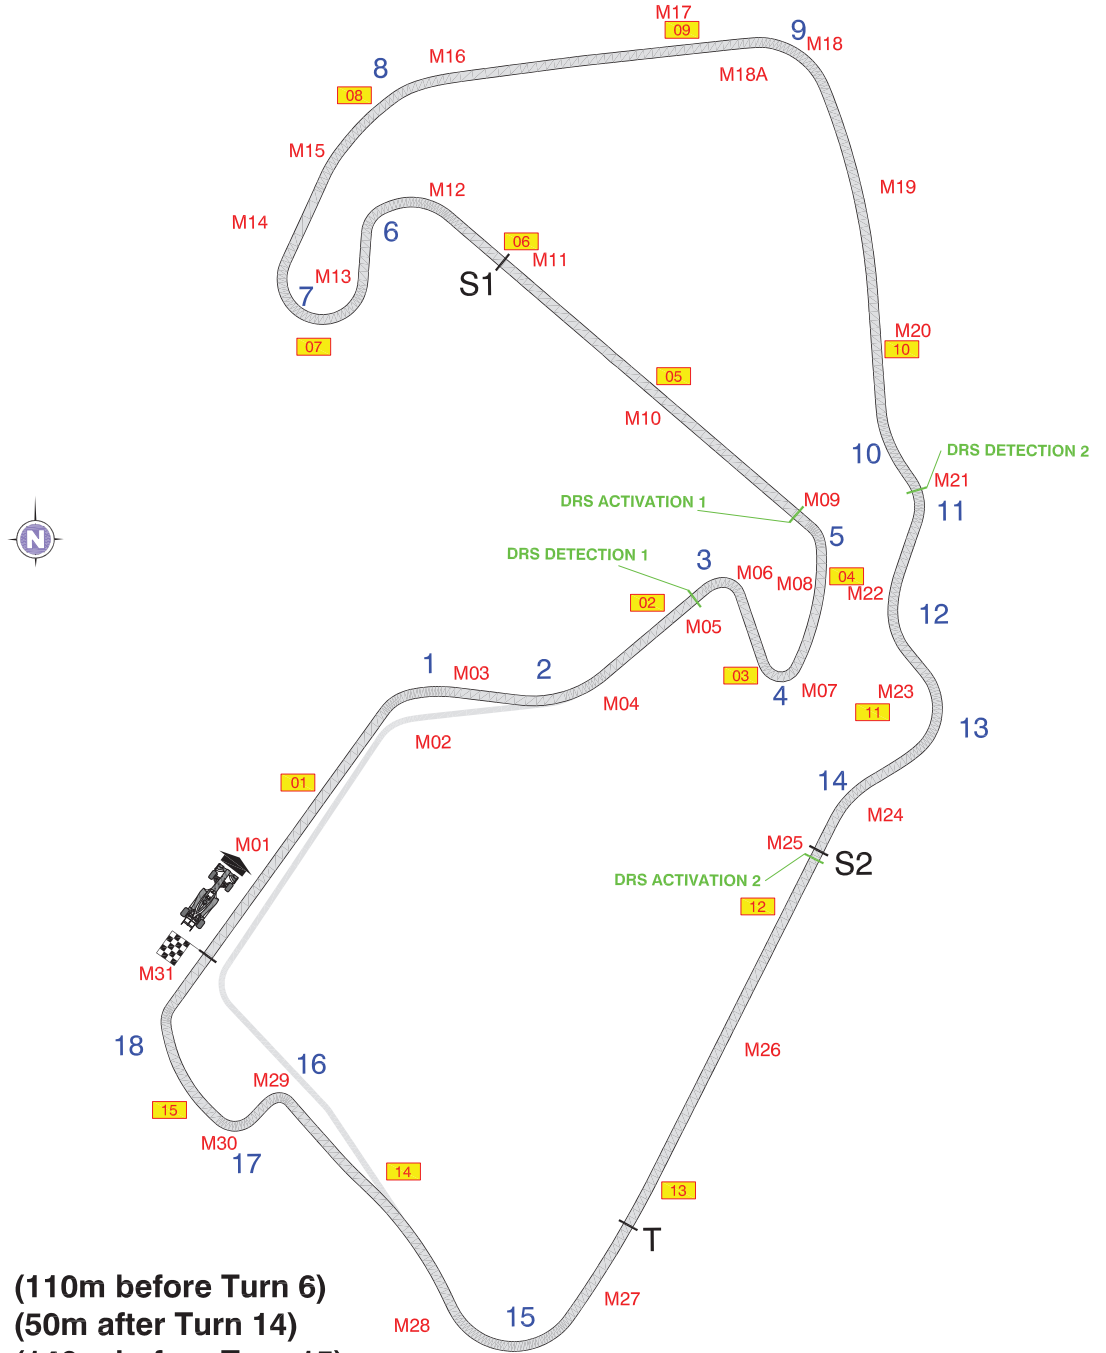 M17
09
9
M18
M16
8
M18A
08
M15
M12
M19
M14
6
06
M11
M13
S1
7
M20
07
10
05
M10
10
DRS DETECTION 2
M21
M09
DRS ACTIVATION 1
11
N
5
DRS DETECTION 1
3
M06
M08
04
M22
02
12
M05
1
M03
2
03
4
M07
M23
M04
11
13
M02
01
14
M24
M01
M25
S2
DRS ACTIVATION 2
12
M31
18
M26
16
M29
15
M30
17
14
13
T
(110m before Turn 6)
M27
15
(50m after Turn 14)
M28